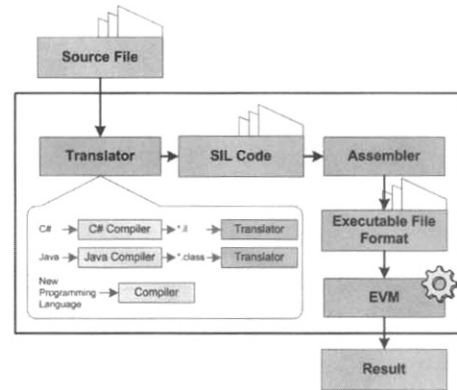 Source File
Translator
SIL Code
Assembler
C#
C# Compiler
*.il
Translator
Java
Java Compiler
*.class
Translator
New
Programming
Language
Compiler
Executable File
Format
EVM
Result